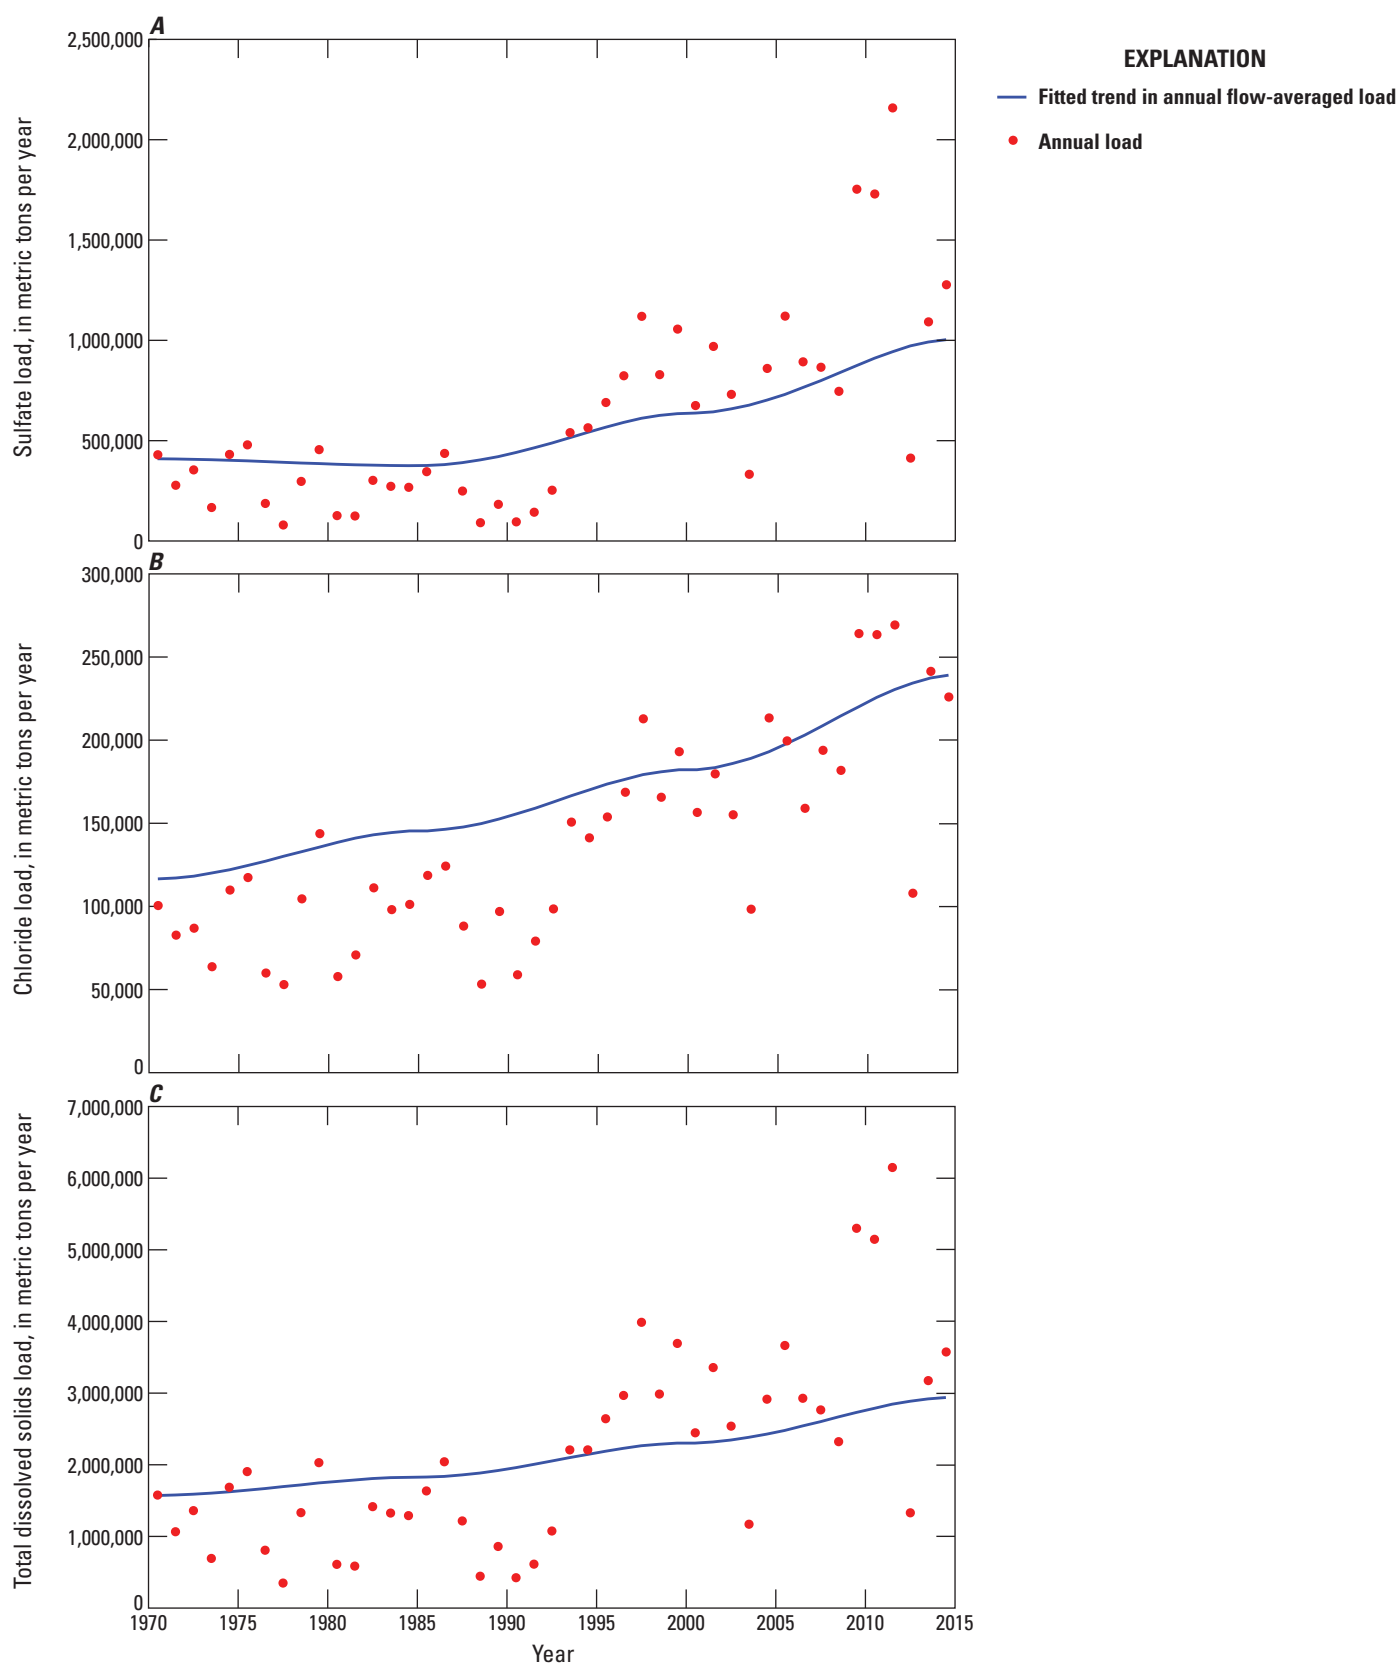 A
2,500,000
2,000,000
1,500,000
1,000,000
500,000
0
Sulfate load, in metric tons per year
EXPLANATION
Fitted trend in annual flow-averaged load
Annual load
B
300,000
250,000
200,000
150,000
100,000
50,000
0
Chloride load, in metric tons per year
C
7,000,000
6,000,000
5,000,000
4,000,000
3,000,000
2,000,000
1,000,000
0
Total dissolved solids load, in metric tons per year
1970 1975 1980 1985 1990 1995 2000 2005 2010 2015
Year